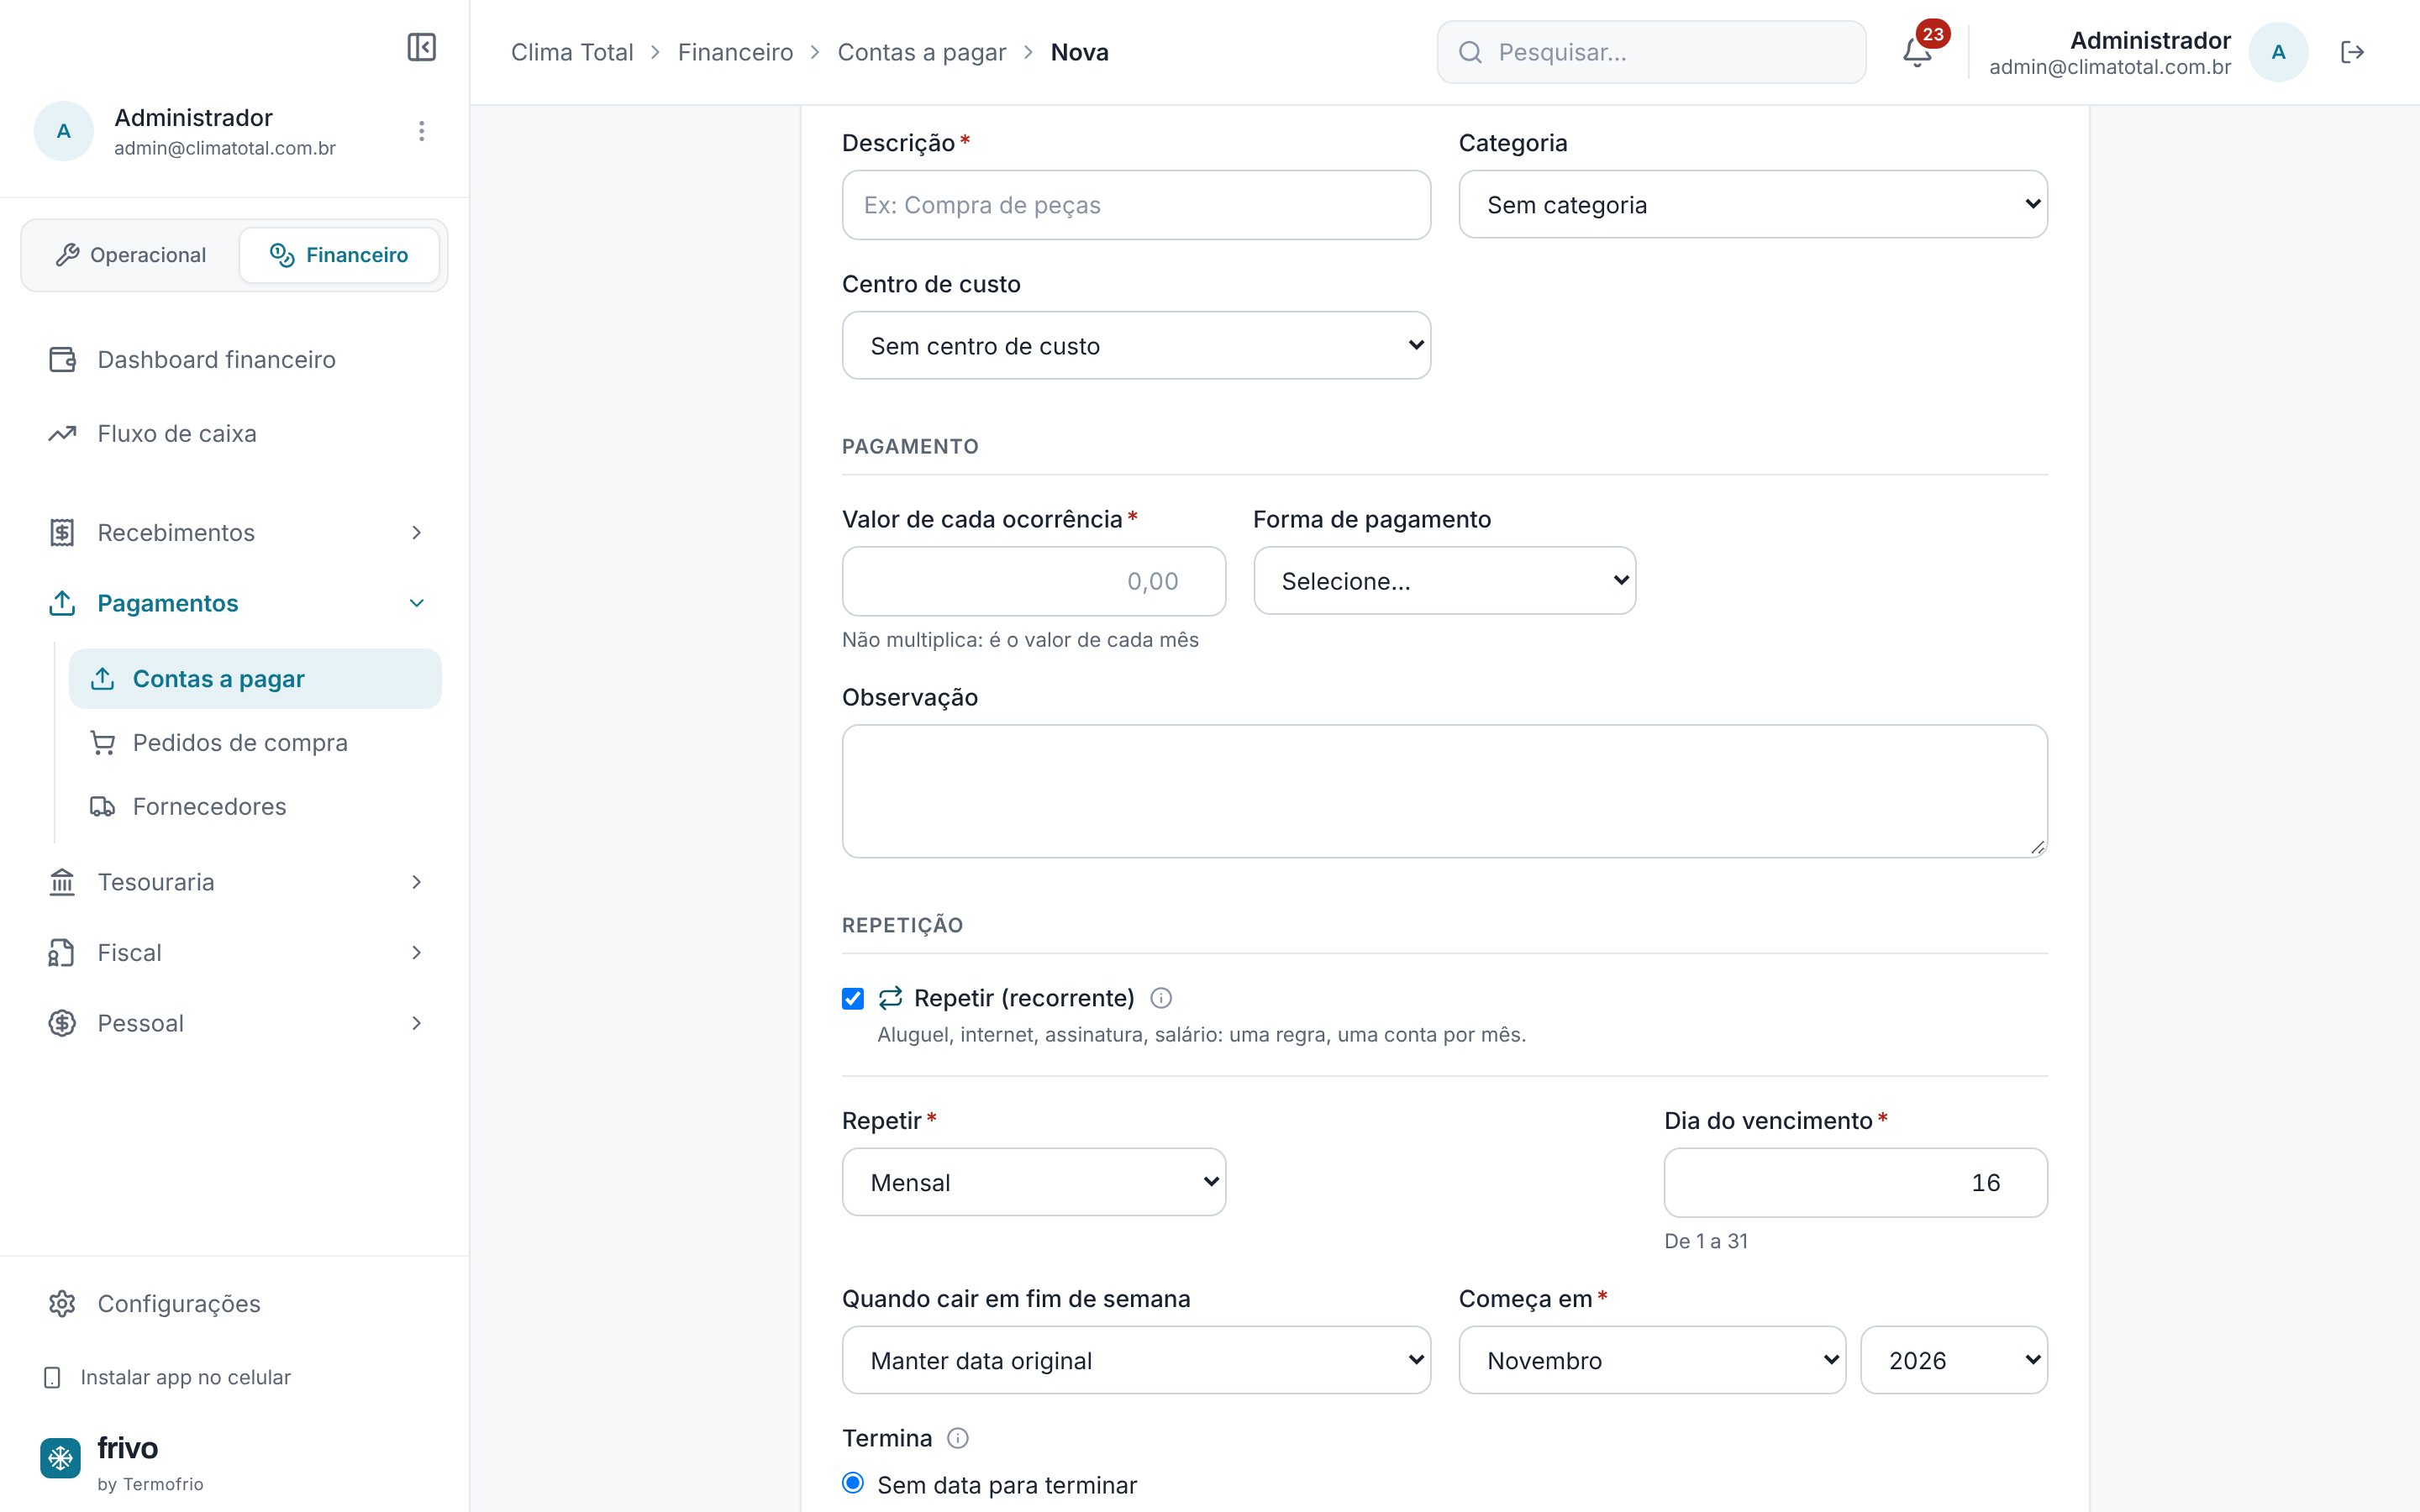 Clima Total > Financeiro > Contas a pagar > Nova
Pesquisar...
23
Administrador
admin@climatotal.com.br
A
A
Administrador
admin@climatotal.com.br
Operacional
Financeiro
Dashboard financeiro
Fluxo de caixa
Recebimentos
Pagamentos
Contas a pagar
Pedidos de compra
Fornecedores
Tesouraria
Fiscal
Pessoal
Configurações
Instalar app no celular
frivo
by Termofrio
Descrição *
Categoria
Ex: Compra de peças
Sem categoria
Centro de custo
Sem centro de custo
PAGAMENTO
Valor de cada ocorrência *
Forma de pagamento
0,00
Selecione...
Não multiplica: é o valor de cada mês
Observação
REPETIÇÃO
Repetir (recorrente)
Aluguel, internet, assinatura, salário: uma regra, uma conta por mês.
Repetir *
Dia do vencimento *
Mensal
16
De 1 a 31
Quando cair em fim de semana
Começa em *
Manter data original
Novembro
2026
Termina
Sem data para terminar